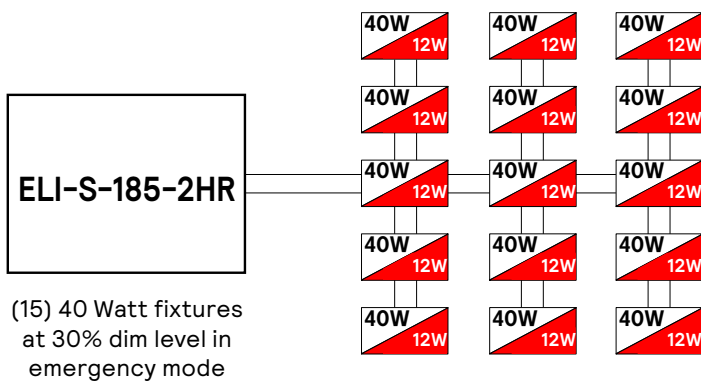 40W 40W 40W
12W 12W 12W
40W 40W 40W
12W 12W 12W
40W 40W 40W
ELI-S-185-2HR 12W 12W 12W
40W 40W 40W
12W 12W 12W
(15) 40 Watt fixtures
at 30% dim level in
emergency mode
40W 40W 40W
12W 12W 12W